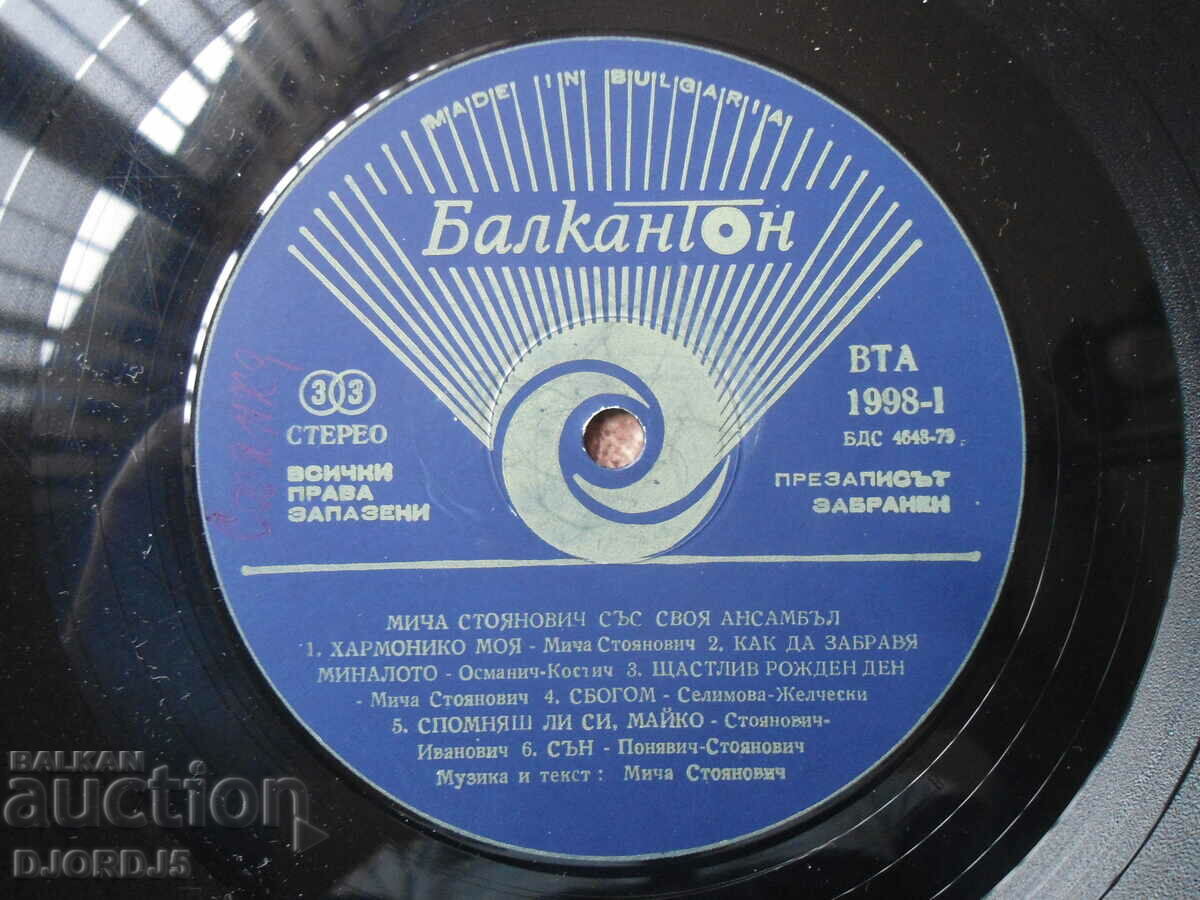 MADE IN BULGARIA
Балкантон
33
СТЕРЕО
ВСИЧКИ
ПРАВА
ЗАПАЗЕНИ
ВТА
1998-I
БДС 4648-79
ПРЕЗАПИСЪТ
ЗАБРАНЕН
МИЧА СТОЯНОВИЧ СЪС СВОЯ АНСАМБЪЛ
1. ХАРМОНИКО МОЯ - Мича Стоянович 2. КАК ДА ЗАБРАВЯ
МИНАЛОТО - Османич-Костич 3. ЩАСТЛИВ РОЖДЕН ДЕН
- Мича Стоянович 4. СБОГОМ - Селимова-Желчески
5. СПОМНЯШ ЛИ СИ, МАЙКО - Стоянович-
Иванович 6. СЪН - Понявич-Стоянович
Музика и текст: Мича Стоянович
BALKAN
auction
DJORDJ5